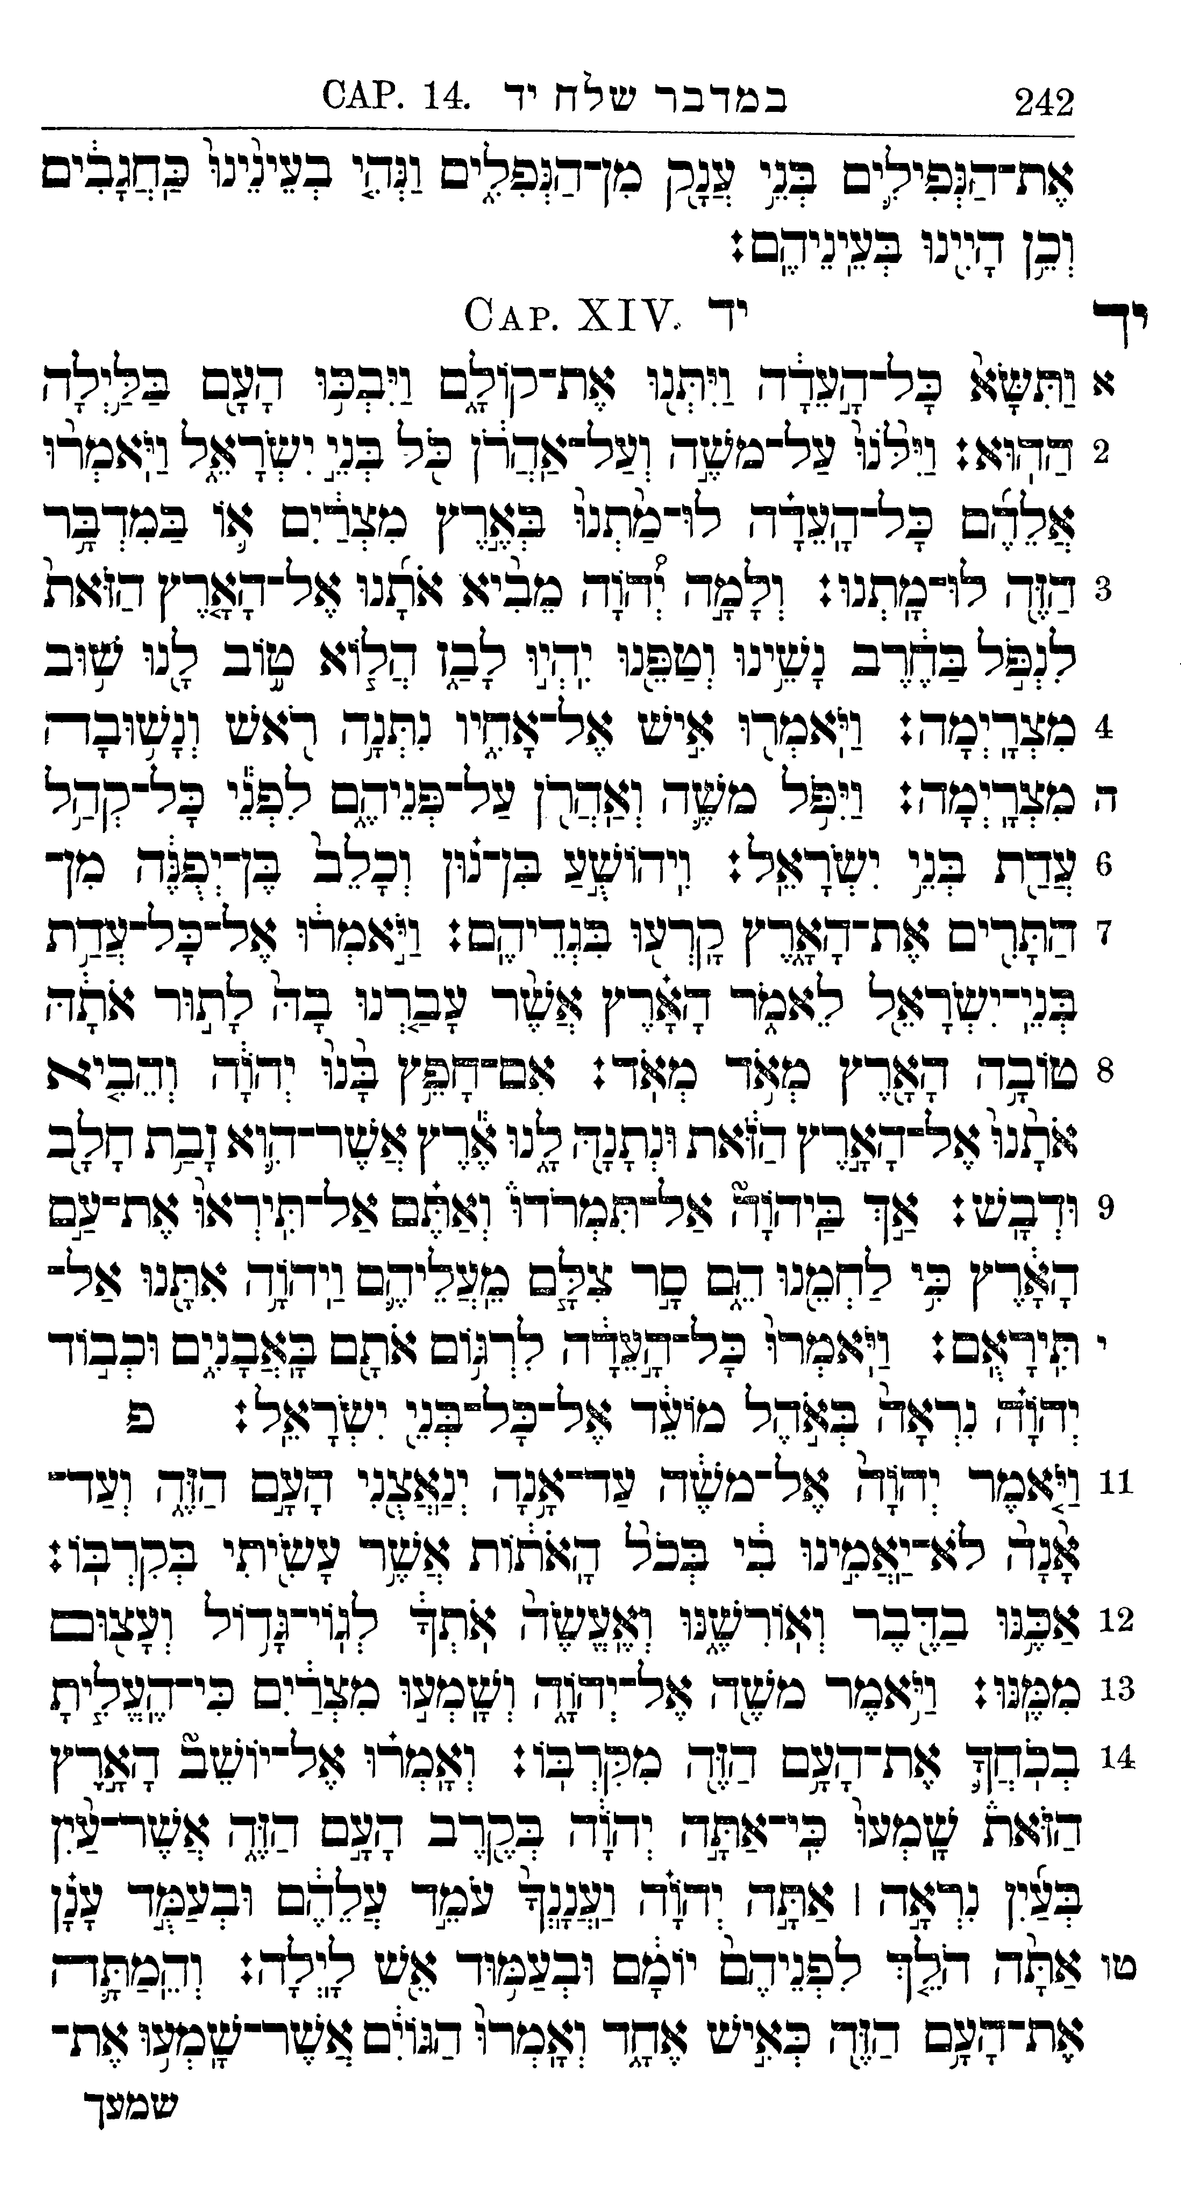 242 במדבר שלח יד CAP. 14.
אֶת־הַנְּפִילִ֛ים בְּנֵ֥י עֲנָ֖ק מִן־הַנְּפִלִ֑ים וַנְּהִ֤י בְעֵינֵ֙ינוּ֙ כַּֽחֲגָבִ֔ים
וְכֵ֥ן הָיִ֖ינוּ בְּעֵֽינֵיהֶֽם׃
יד CAP. XIV. יד
א וַתִּשָּׂא֙ כָּל־הָ֣עֵדָ֔ה וַֽיִּתְּנ֖וּ אֶת־קוֹלָ֑ם וַיִּבְכּ֥וּ הָעָ֖ם בַּלַּ֥יְלָה
2 הַהֽוּא׃ וַיִּלֹּ֙נוּ֙ עַל־מֹשֶׁ֣ה וְעַֽל־אַֽהֲרֹ֔ן כֹּ֖ל בְּנֵ֣י יִשְׂרָאֵ֑ל וַיֹּֽאמְר֨וּ
אֲלֵהֶ֜ם כָּל־הָֽעֵדָ֗ה לוּ־מַ֙תְנוּ֙ בְּאֶ֣רֶץ מִצְרַ֔יִם א֛וֹ בַּמִּדְבָּ֥ר
3 הַזֶּ֖ה לוּ־מָֽתְנוּ׃ וְלָמָ֣ה יְ֠הֹוָ֠ה מֵבִ֨יא אֹתָ֜נוּ אֶל־הָאָ֤רֶץ הַזֹּאת֙
לִנְפֹּ֣ל בַּחֶ֔רֶב נָשֵׁ֥ינוּ וְטַפֵּ֖נוּ יִֽהְי֣וּ לָבַ֑ז הֲל֧וֹא ט֦וֹב לָ֖נוּ שׁ֥וּב
4 מִצְרָֽיְמָה׃ וַיֹּֽאמְר֖וּ אִ֣ישׁ אֶל־אָחִ֑יו נִתְּנָ֥ה רֹ֖אשׁ וְנָשׁ֥וּבָה
ה מִצְרָֽיְמָה׃ וַיִּפֹּ֥ל מֹשֶׁ֛ה וְאַֽהֲרֹ֖ן עַל־פְּנֵיהֶ֑ם לִפְנֵ֕י כָּל־קְהַ֥ל
6 עֲדַ֖ת בְּנֵ֥י יִשְׂרָאֵֽל׃ וִֽיהוֹשֻׁ֣עַ בִּן־נ֗וּן וְכָלֵב֙ בֶּן־יְפֻנֶּ֔ה מִן־
7 הַתָּרִ֖ים אֶת־הָאָ֑רֶץ קָֽרְע֖וּ בִּגְדֵיהֶֽם׃ וַיֹּ֣אמְר֔וּ אֶל־כָּל־עֲדַ֥ת
בְּנֵֽי־יִשְׂרָאֵ֖ל לֵאמֹ֑ר הָאָ֗רֶץ אֲשֶׁ֨ר עָבַ֤רְנוּ בָהּ֙ לָת֣וּר אֹתָ֔הּ
8 טוֹבָ֥ה הָאָ֖רֶץ מְאֹ֥ד מְאֹֽד׃ אִם־חָפֵ֥ץ בָּ֙נוּ֙ יְהֹוָ֔ה וְהֵבִ֤יא
אֹתָ֙נוּ֙ אֶל־הָאָ֣רֶץ הַזֹּ֔את וּנְתָנָ֖הּ לָ֑נוּ אֶ֕רֶץ אֲשֶׁר־הִ֛וא זָבַ֥ת חָלָ֖ב
9 וּדְבָֽשׁ׃ אַ֣ךְ בַּֽיהֹוָה֮ אַל־תִּמְרֹדוּ֒ וְאַתֶּ֗ם אַל־תִּֽירְאוּ֙ אֶת־עַ֣ם
הָאָ֔רֶץ כִּ֥י לַחְמֵ֖נוּ הֵ֑ם סָ֣ר צִלָּ֧ם מֵֽעֲלֵיהֶ֛ם וַֽיהֹוָ֥ה אִתָּ֖נוּ אַל־
י תִּֽירָאֻֽם׃ וַיֹּֽאמְרוּ֙ כָּל־הָ֣עֵדָ֔ה לִרְגּ֥וֹם אֹתָ֖ם בָּֽאֲבָנִ֑ים וּכְב֣וֹד
יְהֹוָ֗ה נִרְאָה֙ בְּאֹ֣הֶל מוֹעֵ֔ד אֶֽל־כָּל־בְּנֵ֖י יִשְׂרָאֵֽל׃ פ
11 וַיֹּ֤אמֶר יְהֹוָה֙ אֶל־מֹשֶׁ֔ה עַד־אָ֥נָה יְנַֽאֲצֻ֖נִי הָעָ֣ם הַזֶּ֑ה וְעַד־
אָ֙נָה֙ לֹא־יַֽאֲמִ֣ינוּ בִ֔י בְּכֹל֙ הָֽאֹת֔וֹת אֲשֶׁ֥ר עָשִׂ֖יתִי בְּקִרְבּֽוֹ׃
12 אַכֶּ֥נּוּ בַדֶּ֖בֶר וְאֽוֹרִשֶׁ֑נּוּ וְאֶֽעֱשֶׂה֙ אֹֽתְךָ֔ לְגֽוֹי־גָּד֥וֹל וְעָצ֖וּם
13 מִמֶּֽנּוּ׃ וַיֹּ֥אמֶר מֹשֶׁ֖ה אֶל־יְהֹוָ֑ה וְשָֽׁמְע֣וּ מִצְרַ֔יִם כִּֽי־הֶֽעֱלִ֧יתָ
14 בְכֹֽחֲךָ֛ אֶת־הָעָ֥ם הַזֶּ֖ה מִקִּרְבּֽוֹ׃ וְאָֽמְר֗וּ אֶל־יוֹשֵׁב֮ הָאָ֣רֶץ
הַזֹּאת֒ שָֽׁמְעוּ֙ כִּֽי־אַתָּ֣ה יְהֹוָ֔ה בְּקֶ֖רֶב הָעָ֣ם הַזֶּ֑ה אֲשֶׁר־עַ֨יִן
בְּעַ֜יִן נִרְאָ֣ה ׀ אַתָּ֣ה יְהֹוָ֗ה וַֽעֲנָֽנְךָ֙ עֹמֵ֣ד עֲלֵהֶ֔ם וּבְעַמֻּ֣ד עָנָ֗ן
טו אַתָּ֨ה הֹלֵ֤ךְ לִפְנֵיהֶם֙ יוֹמָ֔ם וּבְעַמּ֥וּד אֵ֖שׁ לָֽיְלָה׃ וְהֵֽמַתָּ֛ה
אֶת־הָעָ֥ם הַזֶּ֖ה כְּאִ֣ישׁ אֶחָ֑ד וְאָֽמְרוּ֙ הַגּוֹיִ֔ם אֲשֶׁר־שָֽׁמְע֥וּ אֶֽת־
שמעך